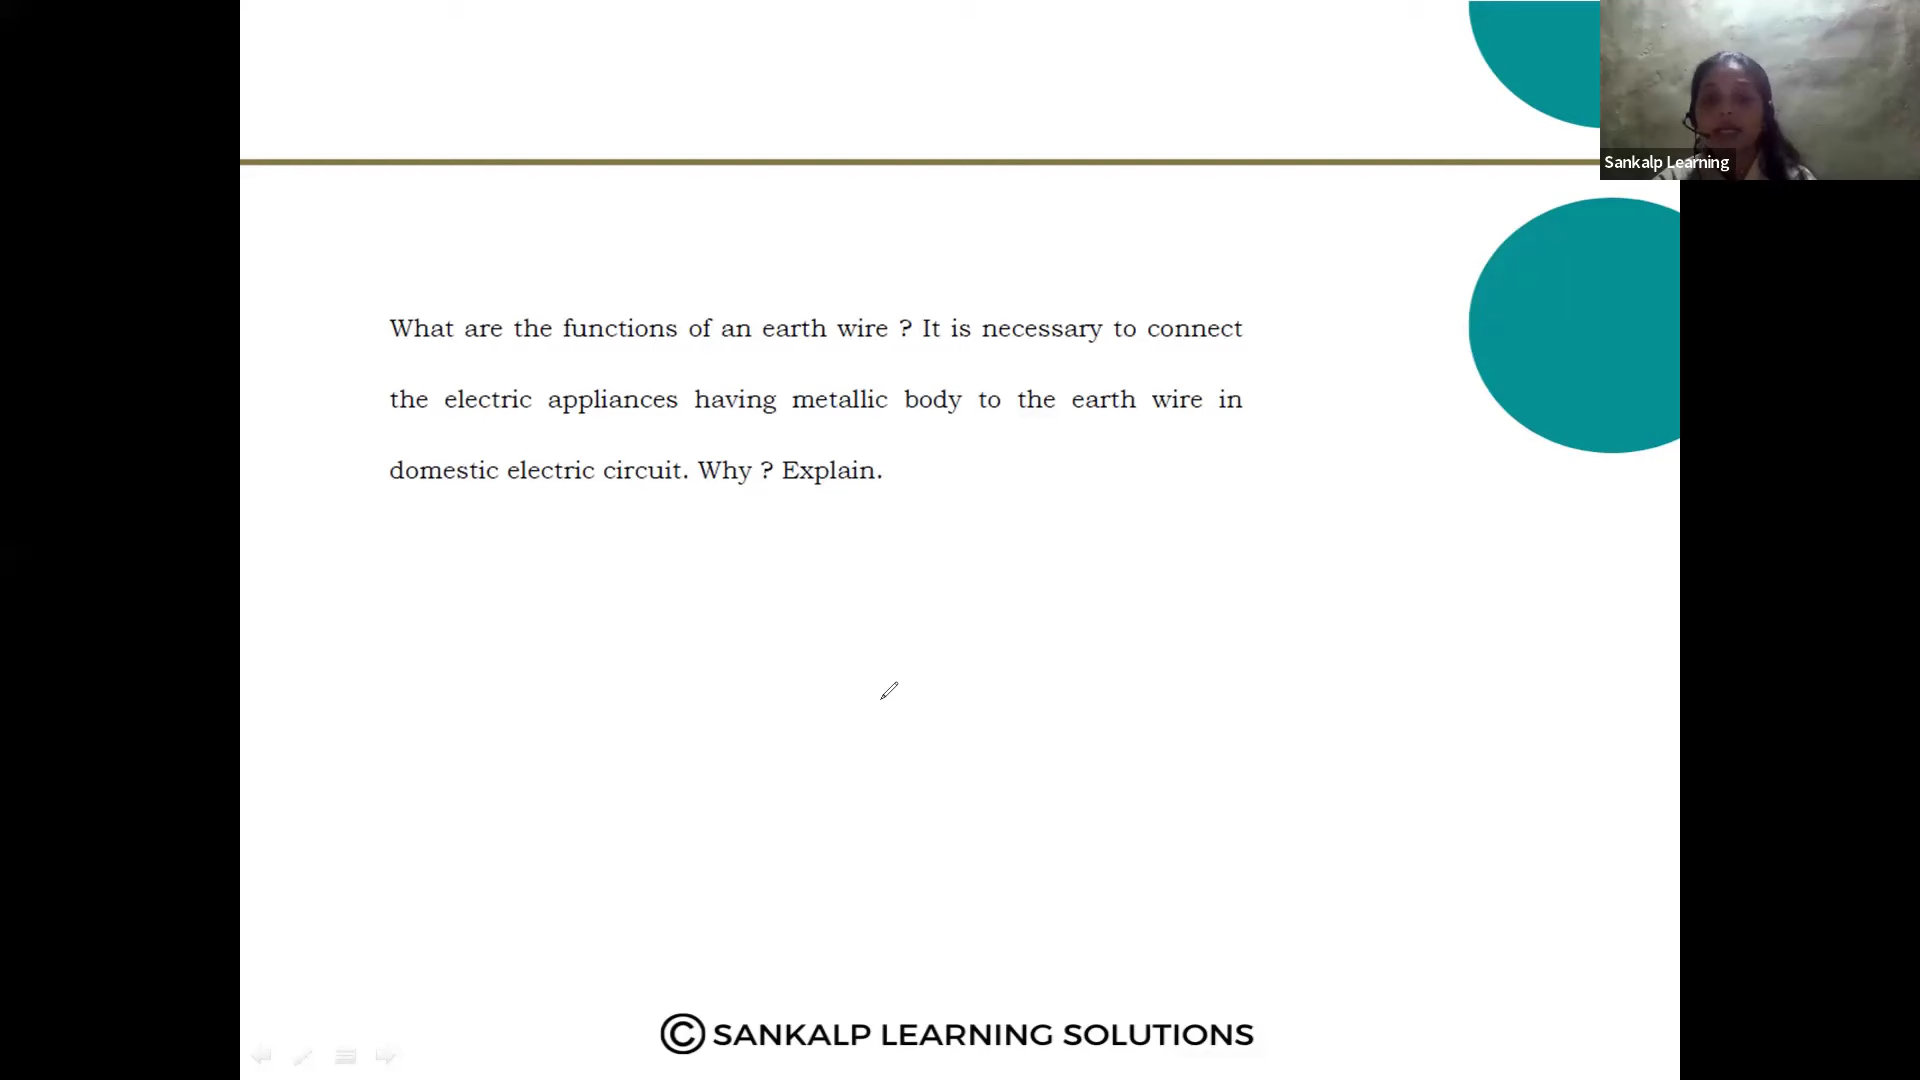 Sankalp Learning
What are the functions of an earth wire ? It is necessary to connect
the electric appliances having metallic body to the earth wire in
domestic electric circuit. Why ? Explain.
© SANKALP LEARNING SOLUTIONS